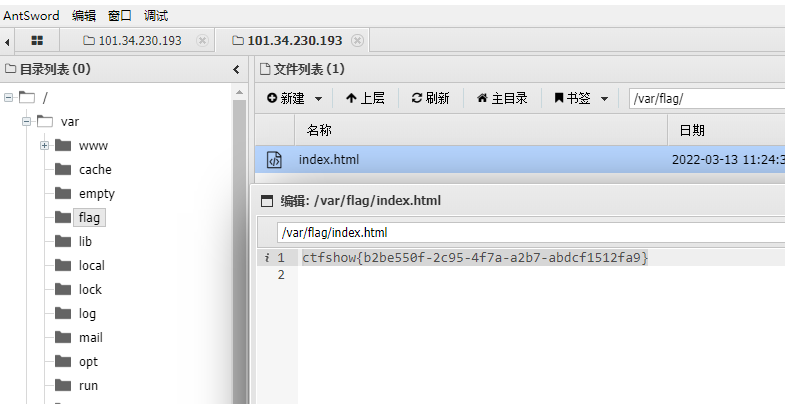 AntSword 编辑 窗口 调试
101.34.230.193 101.34.230.193
目录列表 (0)
/
var
www
cache
empty
flag
lib
local
lock
log
mail
opt
run
文件列表 (1)
新建 上层 刷新 主目录 书签 /var/flag/
名称 日期
index.html 2022-03-13 11:24:3
编辑: /var/flag/index.html
/var/flag/index.html
i 1 ctfshow{b2be550f-2c95-4f7a-a2b7-abdcf1512fa9}
2